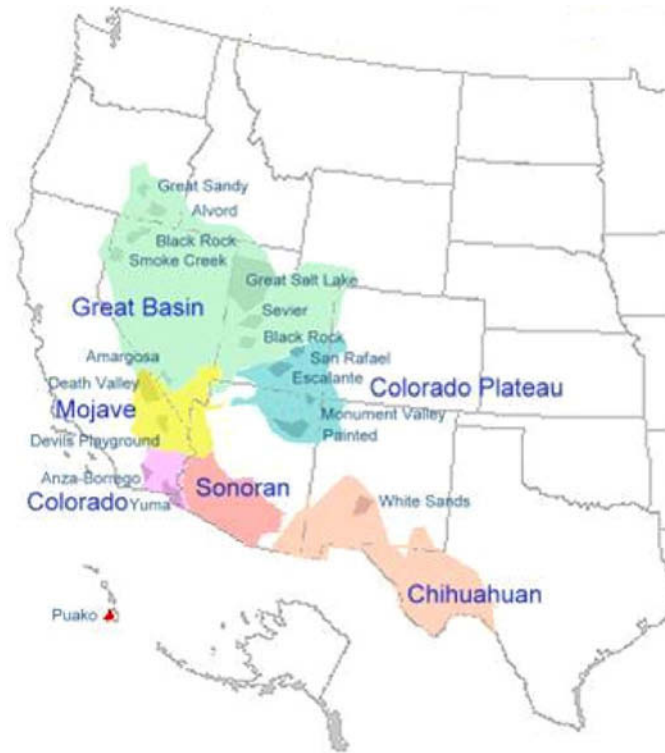 Great Sandy
Alvord
Black Rock
Smoke Creek
Great Salt Lake
Great Basin
Sevier
Black Rock
Amargosa
San Rafael
Escalante
Death Valley
Colorado Plateau
Mojave
Monument Valley
Devils Playground
Painted
Anza-Borrego
Sonoran
Colorado
Yuma
White Sands
Chihuahuan
Puako